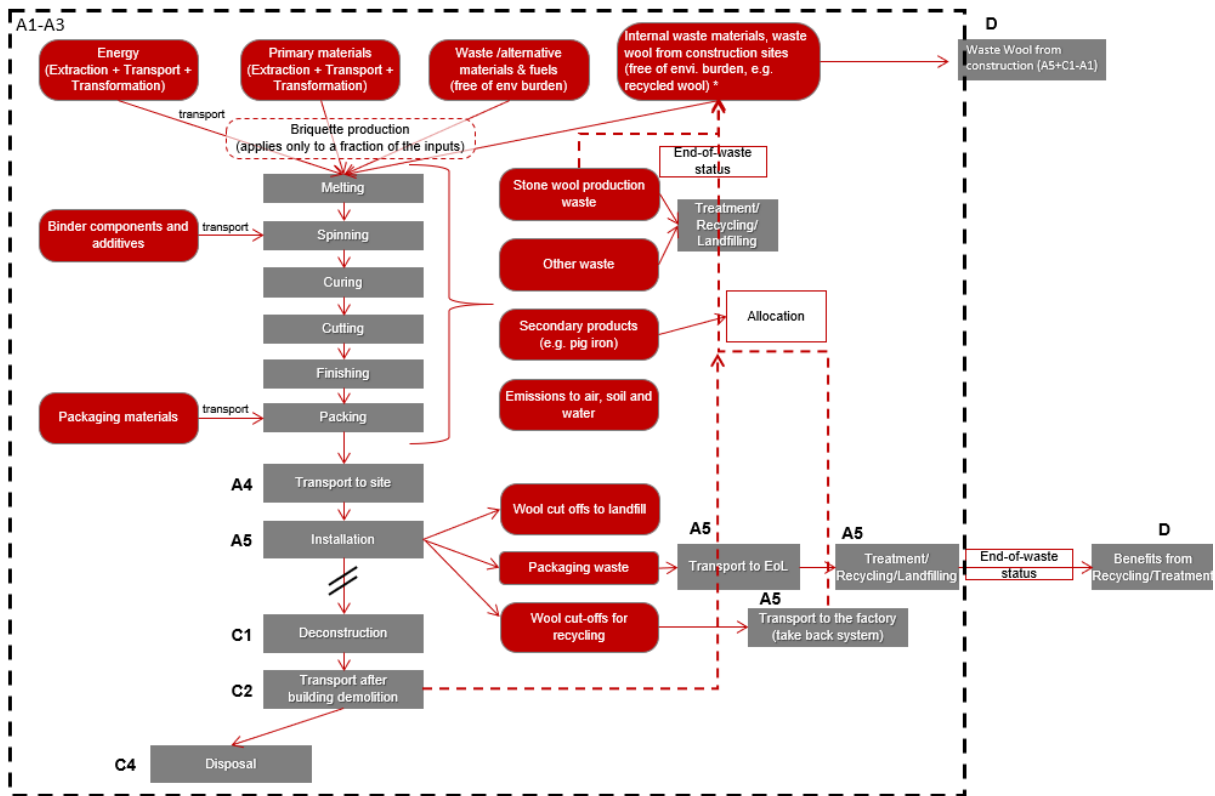 A1-A3
D
Energy
(Extraction + Transport +
Transformation)
Primary materials
(Extraction + Transport +
Transformation)
Waste /alternative
materials & fuels
(free of env burden)
Internal waste materials, waste
wool from construction sites
(free of envi. burden, e.g.
recycled wool) *
Waste Wool from
construction (A5+C1-A1)
transport
Briquette production
(applies only to a fraction of the inputs)
End-of-waste
status
Melting
Stone wool production
waste
Binder components and
additives
transport
Spinning
Treatment/
Recycling/
Landfilling
Curing
Other waste
Cutting
Secondary products
(e.g. pig iron)
Allocation
Finishing
Packaging materials
transport
Packing
Emissions to air, soil and
water
A4
Transport to site
Wool cut offs to landfill
A5
Installation
A5
A5
D
Packaging waste
Transport to EoL
Treatment/
Recycling/Landfilling
End-of-waste
status
Benefits from
Recycling/Treatment
A5
C1
Deconstruction
Wool cut-offs for
recycling
Transport to the factory
(take back system)
C2
Transport after
building demolition
C4
Disposal